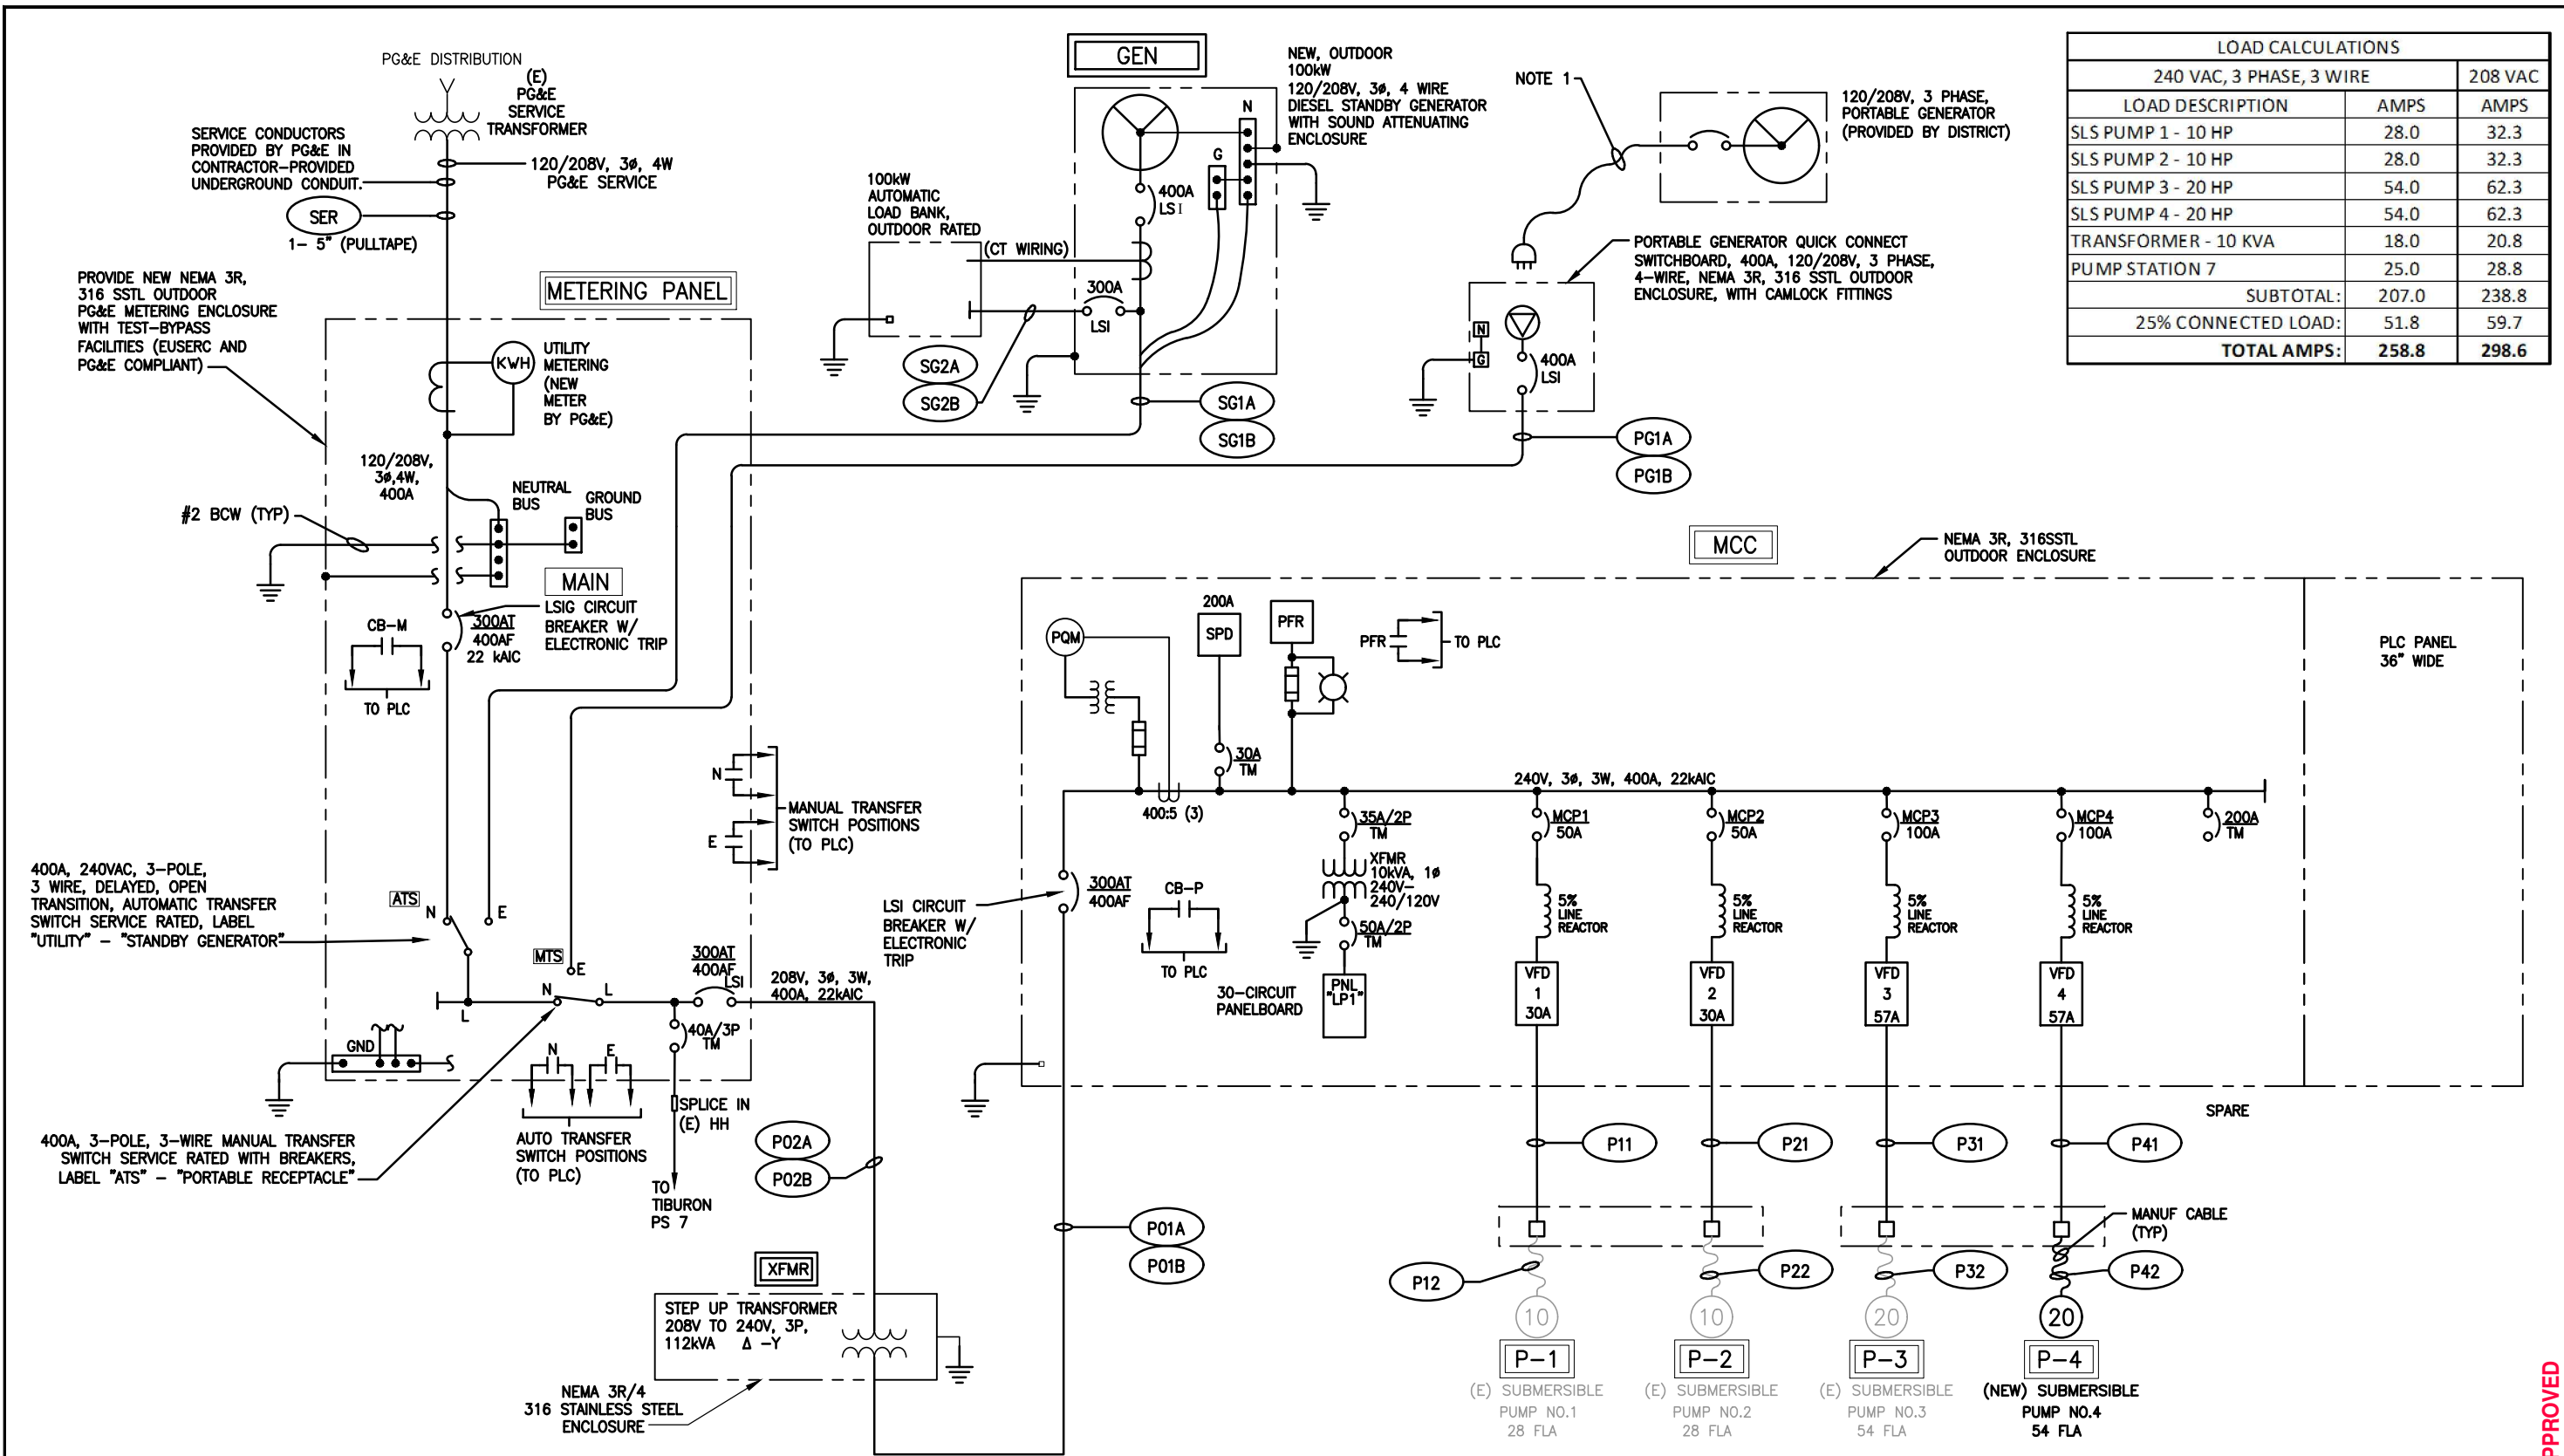 PG&E DISTRIBUTION
(E)
PG&E
SERVICE
TRANSFORMER
SERVICE CONDUCTORS
PROVIDED BY PG&E IN
CONTRACTOR-PROVIDED
UNDERGROUND CONDUIT.
120/208V, 3ø, 4W
PG&E SERVICE
SER
1- 5" (PULLTAPE)
PROVIDE NEW NEMA 3R,
316 SSTL OUTDOOR
PG&E METERING ENCLOSURE
WITH TEST-BYPASS
FACILITIES (EUSERC AND
PG&E COMPLIANT)
METERING PANEL
KWH
UTILITY
METERING
(NEW
METER
BY PG&E)
120/208V,
3ø,4W,
400A
NEUTRAL
BUS
GROUND
BUS
#2 BCW (TYP)
MAIN
LSIG CIRCUIT
BREAKER W/
ELECTRONIC TRIP
300AT
400AF
22 kAIC
CB-M
TO PLC
GEN
NEW, OUTDOOR
100kW
120/208V, 3ø, 4 WIRE
DIESEL STANDBY GENERATOR
WITH SOUND ATTENUATING
ENCLOSURE
N
G
400A
LSI
100kW
AUTOMATIC
LOAD BANK,
OUTDOOR RATED
(CT WIRING)
300A
LSI
SG2A
SG2B
SG1A
SG1B
NOTE 1
120/208V, 3 PHASE,
PORTABLE GENERATOR
(PROVIDED BY DISTRICT)
PORTABLE GENERATOR QUICK CONNECT
SWITCHBOARD, 400A, 120/208V, 3 PHASE,
4-WIRE, NEMA 3R, 316 SSTL OUTDOOR
ENCLOSURE, WITH CAMLOCK FITTINGS
N
G
400A
LSI
PG1A
PG1B
LOAD CALCULATIONS
240 VAC, 3 PHASE, 3 WIRE 208 VAC
LOAD DESCRIPTION AMPS AMPS
SLS PUMP 1 - 10 HP 28.0 32.3
SLS PUMP 2 - 10 HP 28.0 32.3
SLS PUMP 3 - 20 HP 54.0 62.3
SLS PUMP 4 - 20 HP 54.0 62.3
TRANSFORMER - 10 KVA 18.0 20.8
PUMP STATION 7 25.0 28.8
SUBTOTAL: 207.0 238.8
25% CONNECTED LOAD: 51.8 59.7
TOTAL AMPS: 258.8 298.6
N
E
MANUAL TRANSFER
SWITCH POSITIONS
(TO PLC)
400A, 240VAC, 3-POLE,
3 WIRE, DELAYED, OPEN
TRANSITION, AUTOMATIC TRANSFER
SWITCH SERVICE RATED, LABEL
"UTILITY" - "STANDBY GENERATOR"
ATS
N
E
L
MTS
E
N
L
300AT
400AF
LSI
208V, 3ø, 3W,
400A, 22kAIC
40A/3P
TM
GND
N
E
AUTO TRANSFER
SWITCH POSITIONS
(TO PLC)
SPLICE IN
(E) HH
TO
TIBURON
PS 7
400A, 3-POLE, 3-WIRE MANUAL TRANSFER
SWITCH SERVICE RATED WITH BREAKERS,
LABEL "ATS" - "PORTABLE RECEPTACLE"
P02A
P02B
XFMR
STEP UP TRANSFORMER
208V TO 240V, 3P,
112kVA Δ -Y
NEMA 3R/4
316 STAINLESS STEEL
ENCLOSURE
P01A
P01B
MCC
NEMA 3R, 316SSTL
OUTDOOR ENCLOSURE
PLC PANEL
36" WIDE
PQM
200A
SPD
PFR
PFR
TO PLC
30A
TM
400:5 (3)
240V, 3ø, 3W, 400A, 22kAIC
LSI CIRCUIT
BREAKER W/
ELECTRONIC
TRIP
300AT
400AF
CB-P
TO PLC
35A/2P
TM
XFMR
10kVA, 1ø
240V-
240/120V
50A/2P
TM
30-CIRCUIT
PANELBOARD
PNL
"LP1"
MCP1
50A
MCP2
50A
MCP3
100A
MCP4
100A
200A
TM
5%
LINE
REACTOR
5%
LINE
REACTOR
5%
LINE
REACTOR
5%
LINE
REACTOR
VFD
1
30A
VFD
2
30A
VFD
3
57A
VFD
4
57A
SPARE
P11
P21
P31
P41
MANUF CABLE
(TYP)
P12
P22
P32
P42
10
10
20
20
P-1
P-2
P-3
P-4
(E) SUBMERSIBLE
PUMP NO.1
28 FLA
(E) SUBMERSIBLE
PUMP NO.2
28 FLA
(E) SUBMERSIBLE
PUMP NO.3
54 FLA
(NEW) SUBMERSIBLE
PUMP NO.4
54 FLA